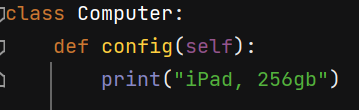 class Computer:
    def config(self):
        print("iPad, 256gb")